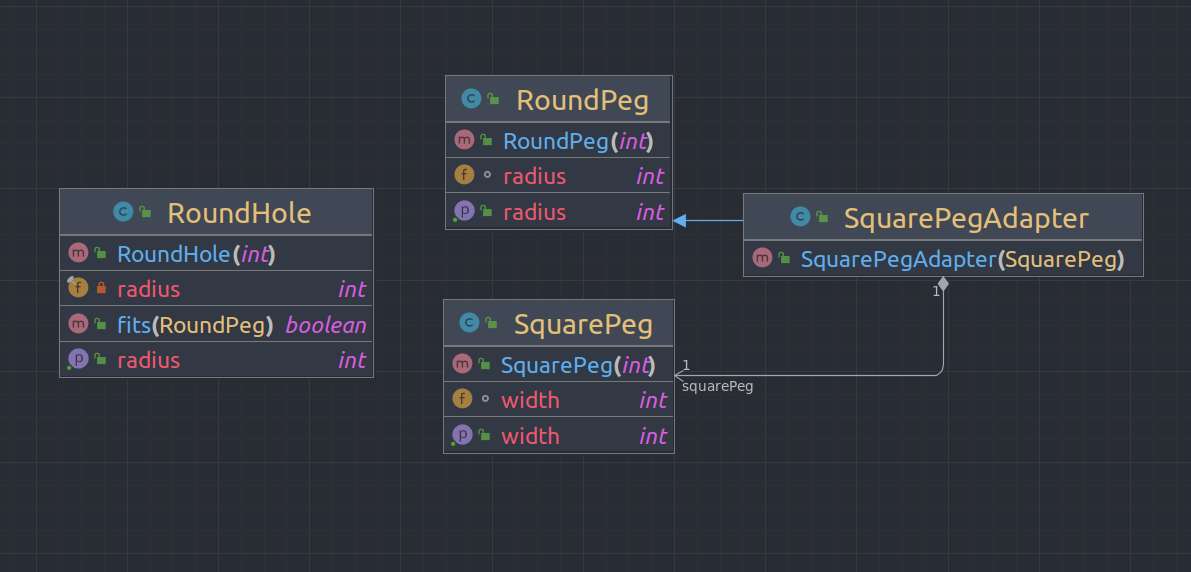 RoundPeg
RoundPeg(int)
radius int
radius int
RoundHole
RoundHole(int)
radius int
fits(RoundPeg) boolean
radius int
SquarePegAdapter
SquarePegAdapter(SquarePeg)
1
SquarePeg
SquarePeg(int)
width int
width int
1
squarePeg